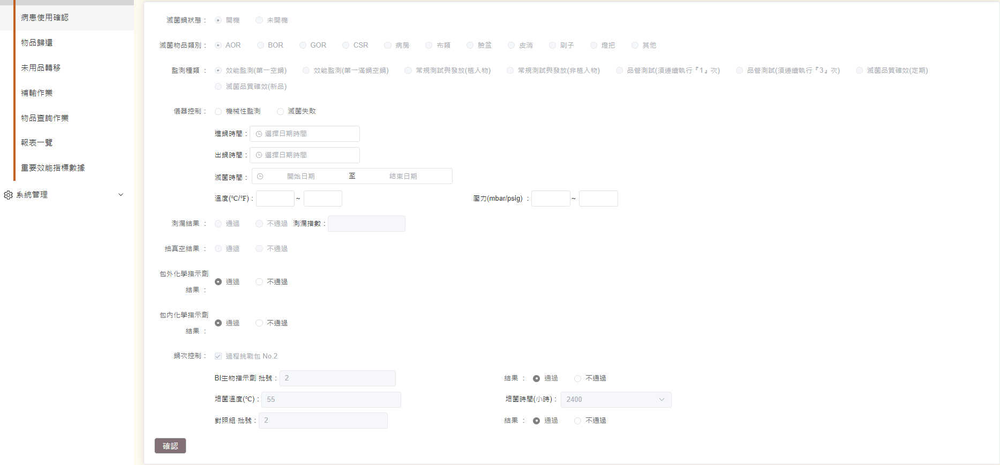 病患使用確認
物品歸還
未用品轉移
補輸作業
物品查詢作業
報表一覽
重要效能指標數據
系統管理
滅菌鍋狀態： 開機 未開機
滅菌物品類別： AOR BOR GOR CSR 病房 布類 臉盆 皮消 刷子 燈把 其他
監測種類 ： 效能監測(第一空鍋) 效能監測(第一滿鍋空鍋) 常規測試與發放(植入物) 常規測試與發放(非植入物) 品管測試(須連續執行『1』次) 品管測試(須連續執行『3』次) 滅菌品質確效(定期)
滅菌品質確效(新品)
儀器控制： 機械性監測 滅菌失敗
進鍋時間： 選擇日期時間
出鍋時間： 選擇日期時間
滅菌時間： 開始日期 至 結束日期
溫度(℃/℉)： ~ 壓力(mbar/psig) ： ~
測漏結果 ： 通過 不通過 測漏指數：
抽真空結果 ： 通過 不通過
包外化學指示劑
結果 ： 通過 不通過
包內化學指示劑
結果 ： 通過 不通過
鍋次控制： 過程挑戰包 No.2
BI生物指示劑 批號： 2 結果 ： 通過 不通過
培菌溫度(℃)： 55 培菌時間(小時)： 2400
對照組 批號： 2 結果 ： 通過 不通過
確認